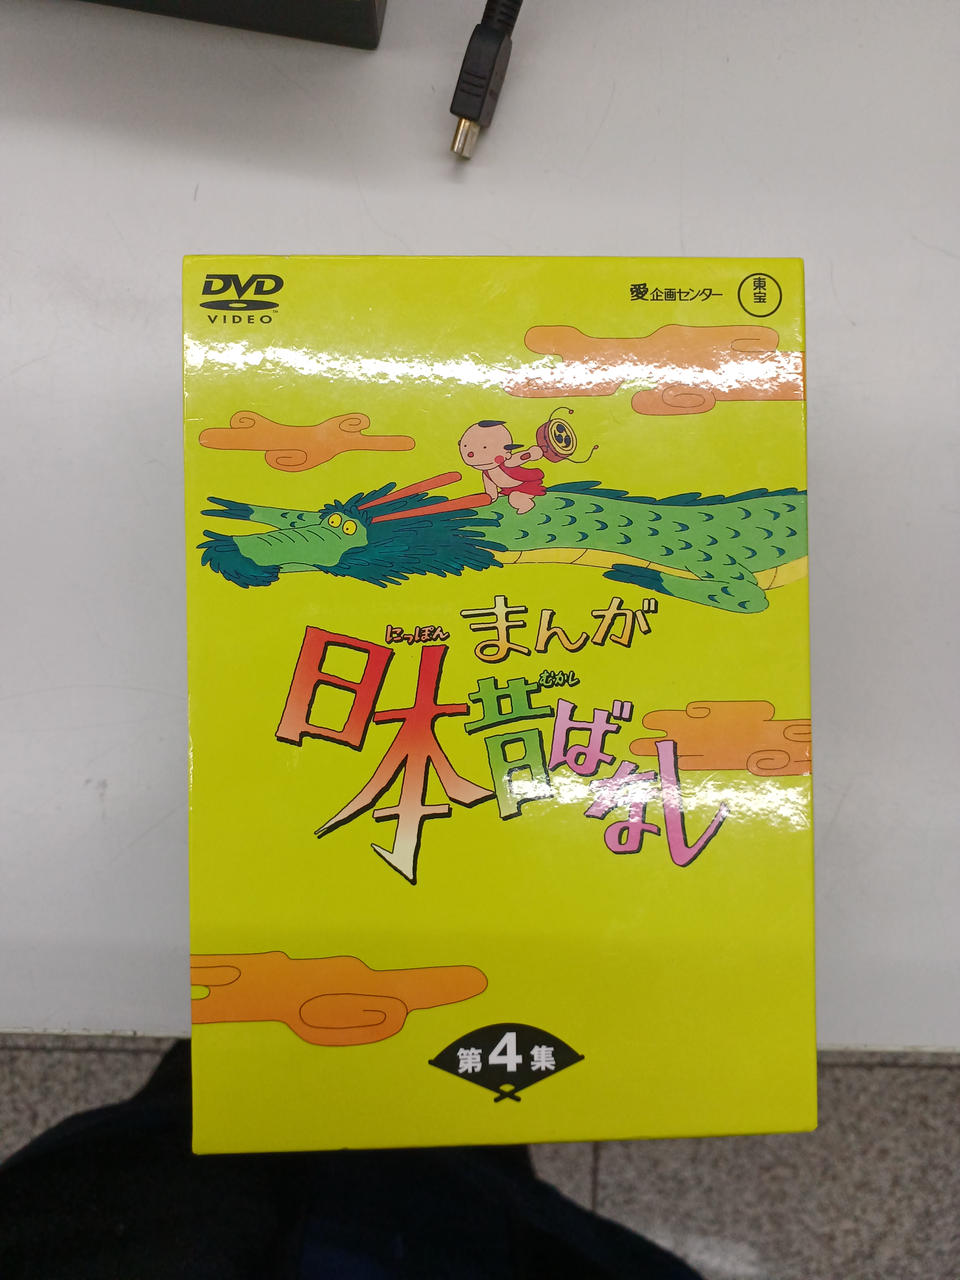 DVD
VIDEO
TM
愛企画センター
東宝
まんが
にっぽん
日本
むかし
昔ばなし
第4集